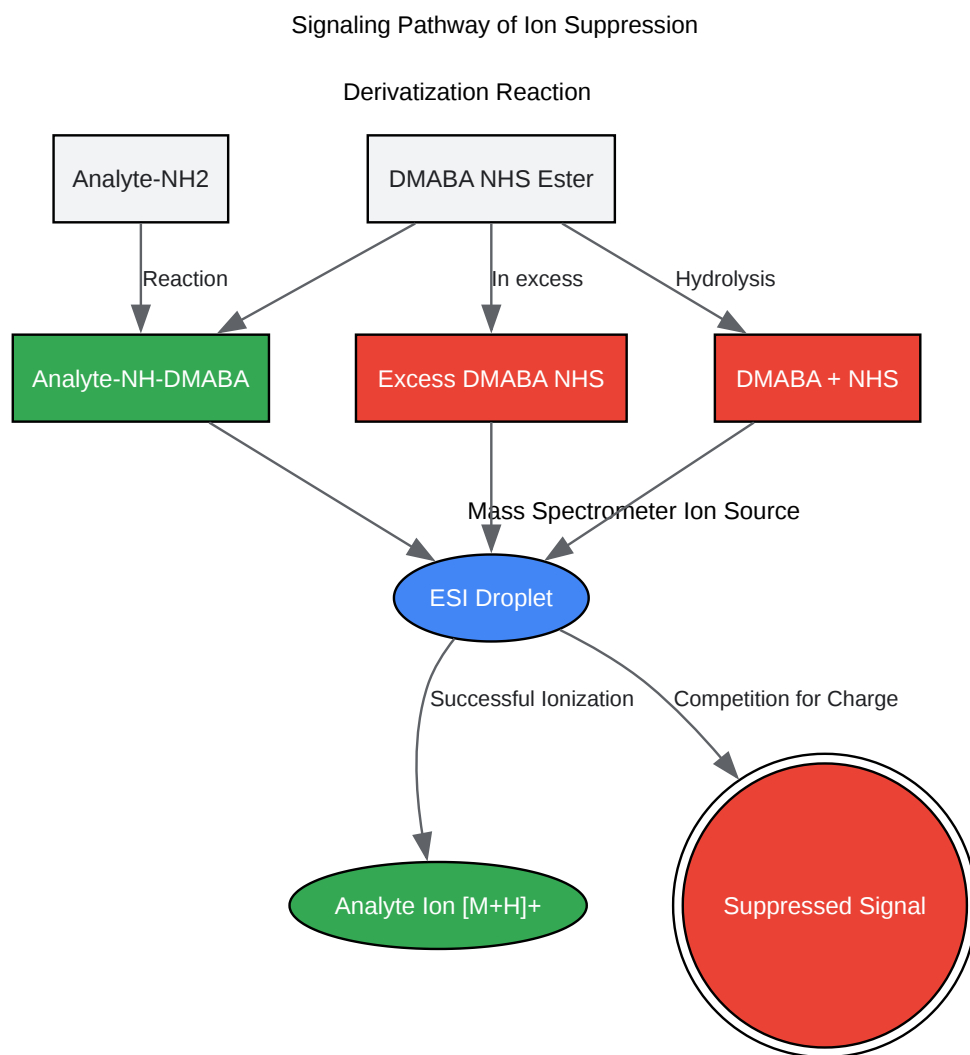 Signaling Pathway of Ion Suppression
Derivatization Reaction
Analyte-NH2
DMABA NHS Ester
Reaction
In excess
Hydrolysis
Analyte-NH-DMABA
Excess DMABA NHS
DMABA + NHS
Mass Spectrometer Ion Source
ESI Droplet
Successful Ionization
Competition for Charge
Analyte Ion [M+H]+
Suppressed Signal